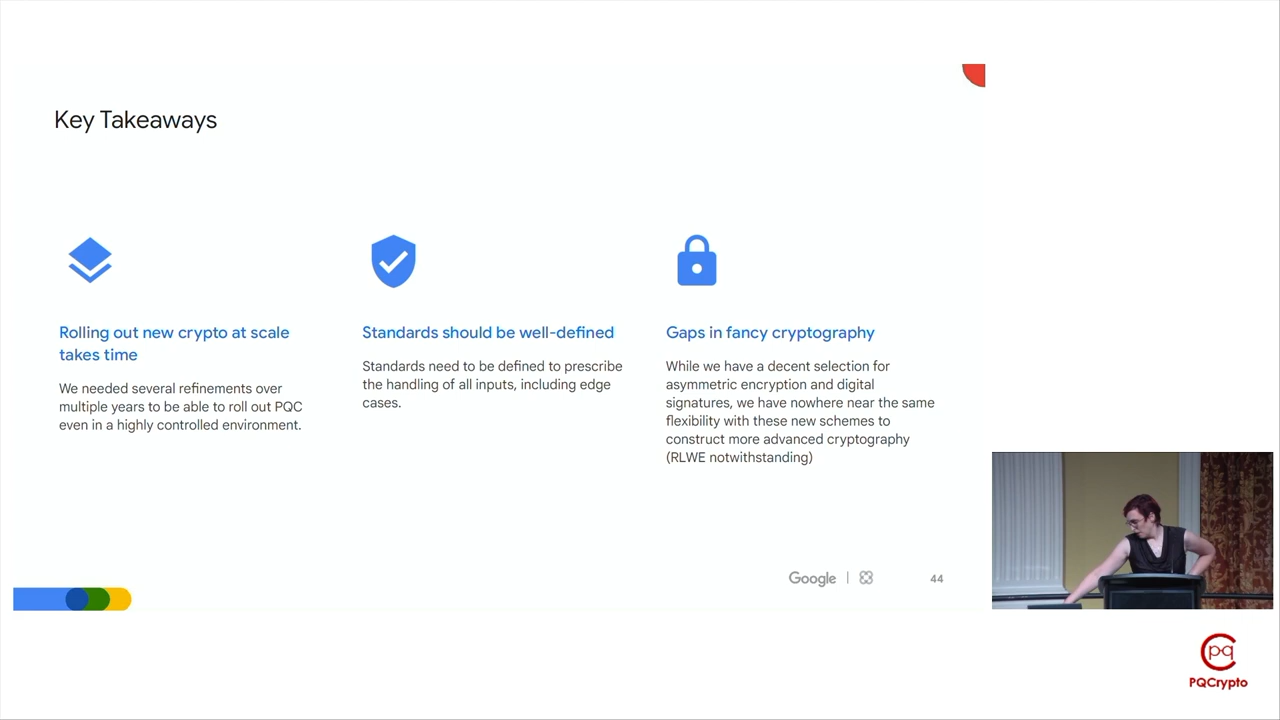 Key Takeaways
Rolling out new crypto at scale
takes time
We needed several refinements over
multiple years to be able to roll out PQC
even in a highly controlled environment.
Standards should be well-defined
Standards need to be defined to prescribe
the handling of all inputs, including edge
cases.
Gaps in fancy cryptography
While we have a decent selection for
asymmetric encryption and digital
signatures, we have nowhere near the same
flexibility with these new schemes to
construct more advanced cryptography
(RLWE notwithstanding)
Google
44
pq
PQCrypto